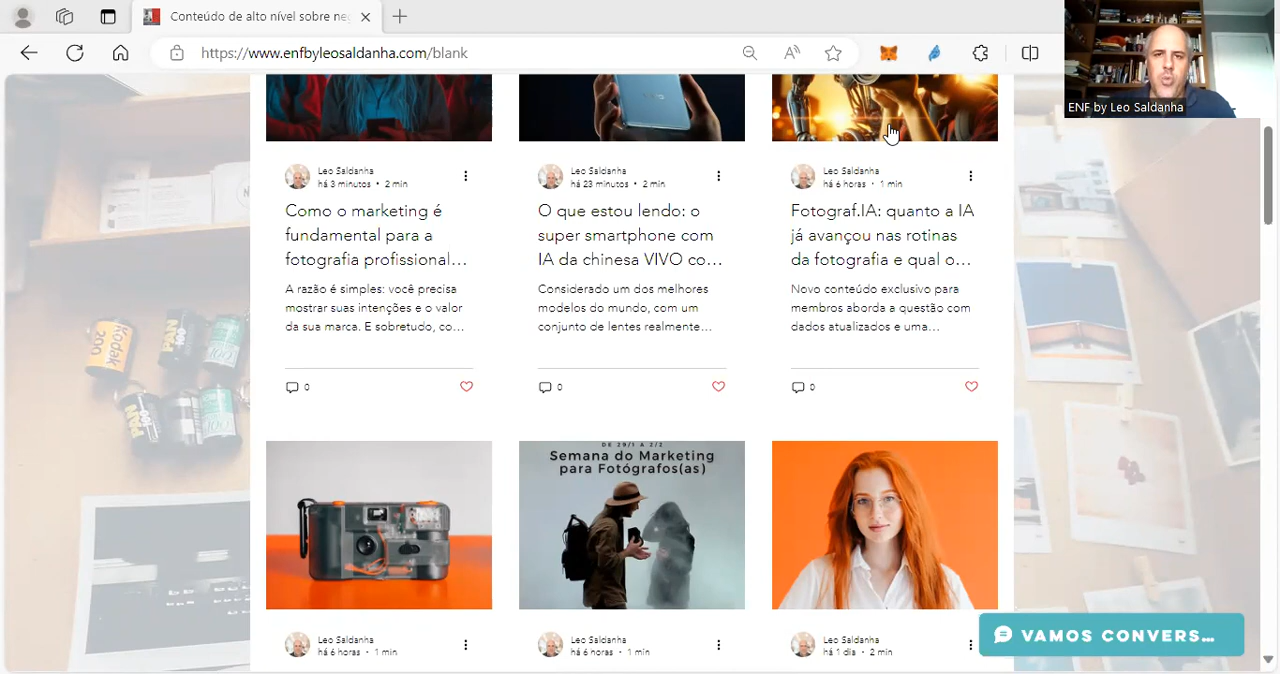 Conteúdo de alto nível sobre ne
https://www.enfbyleosaldanha.com/blank
ENF by Leo Saldanha
Leo Saldanha
há 3 minutos • 2 min
Como o marketing é
fundamental para a
fotografia profissional...
A razão é simples: você precisa
mostrar suas intenções e o valor
da sua marca. E sobretudo, co...
0
Leo Saldanha
há 23 minutos • 2 min
O que estou lendo: o
super smartphone com
IA da chinesa VIVO co...
Considerado um dos melhores
modelos do mundo, com um
conjunto de lentes realmente...
0
Leo Saldanha
há 6 horas • 1 min
Fotograf.IA: quanto a IA
já avançou nas rotinas
da fotografia e qual o...
Novo conteúdo exclusivo para
membros aborda a questão com
dados atualizados e uma...
0
Kodak
200
DE 29/1 A 2/2
Semana do Marketing
para Fotógrafos(as)
Leo Saldanha
há 6 horas • 1 min
Leo Saldanha
há 6 horas • 1 min
Leo Saldanha
há 1 dia • 2 min
VAMOS CONVERS...